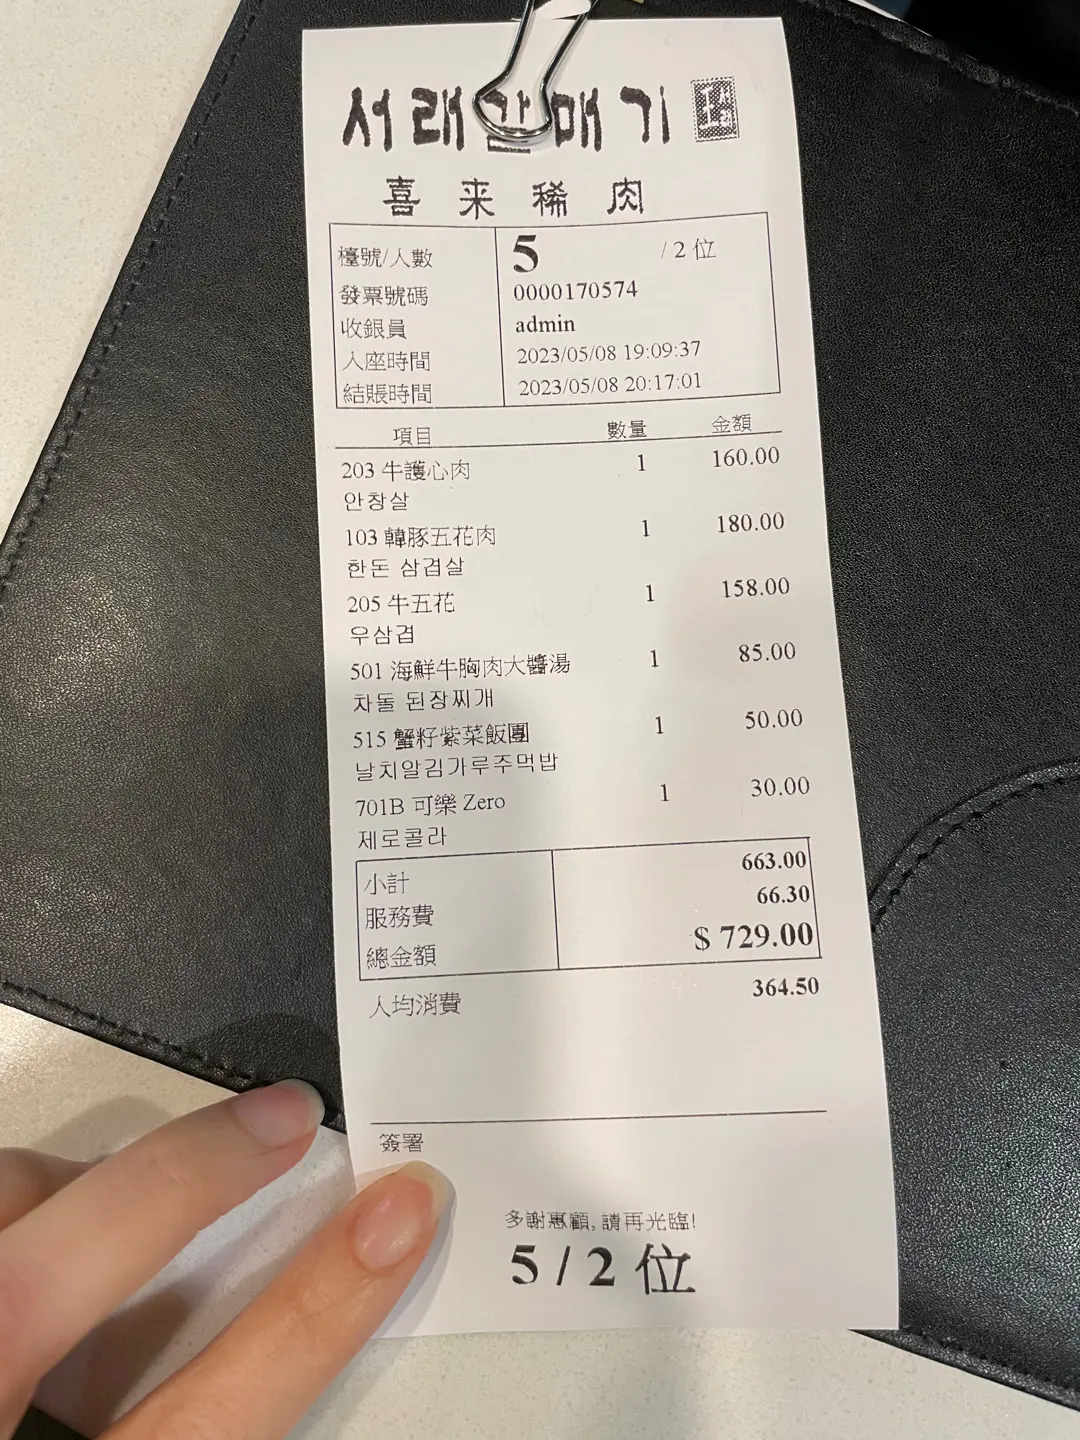 서래갈매기
喜来稀肉
檯號/人數 5 / 2 位
發票號碼 0000170574
收銀員 admin
入座時間 2023/05/08 19:09:37
結賬時間 2023/05/08 20:17:01
項目 數量 金額
203 牛護心肉 1 160.00
안창살
103 韓豚五花肉 1 180.00
한돈 삼겹살
205 牛五花 1 158.00
우삼겹
501 海鮮牛胸肉大醬湯 1 85.00
차돌 된장찌개
515 蟹籽紫菜飯團 1 50.00
날치알김가루주먹밥
701B 可樂 Zero 1 30.00
제로콜라
小計 663.00
服務費 66.30
總金額 $ 729.00
人均消費 364.50
簽署
多謝惠顧, 請再光臨!
5 / 2 位